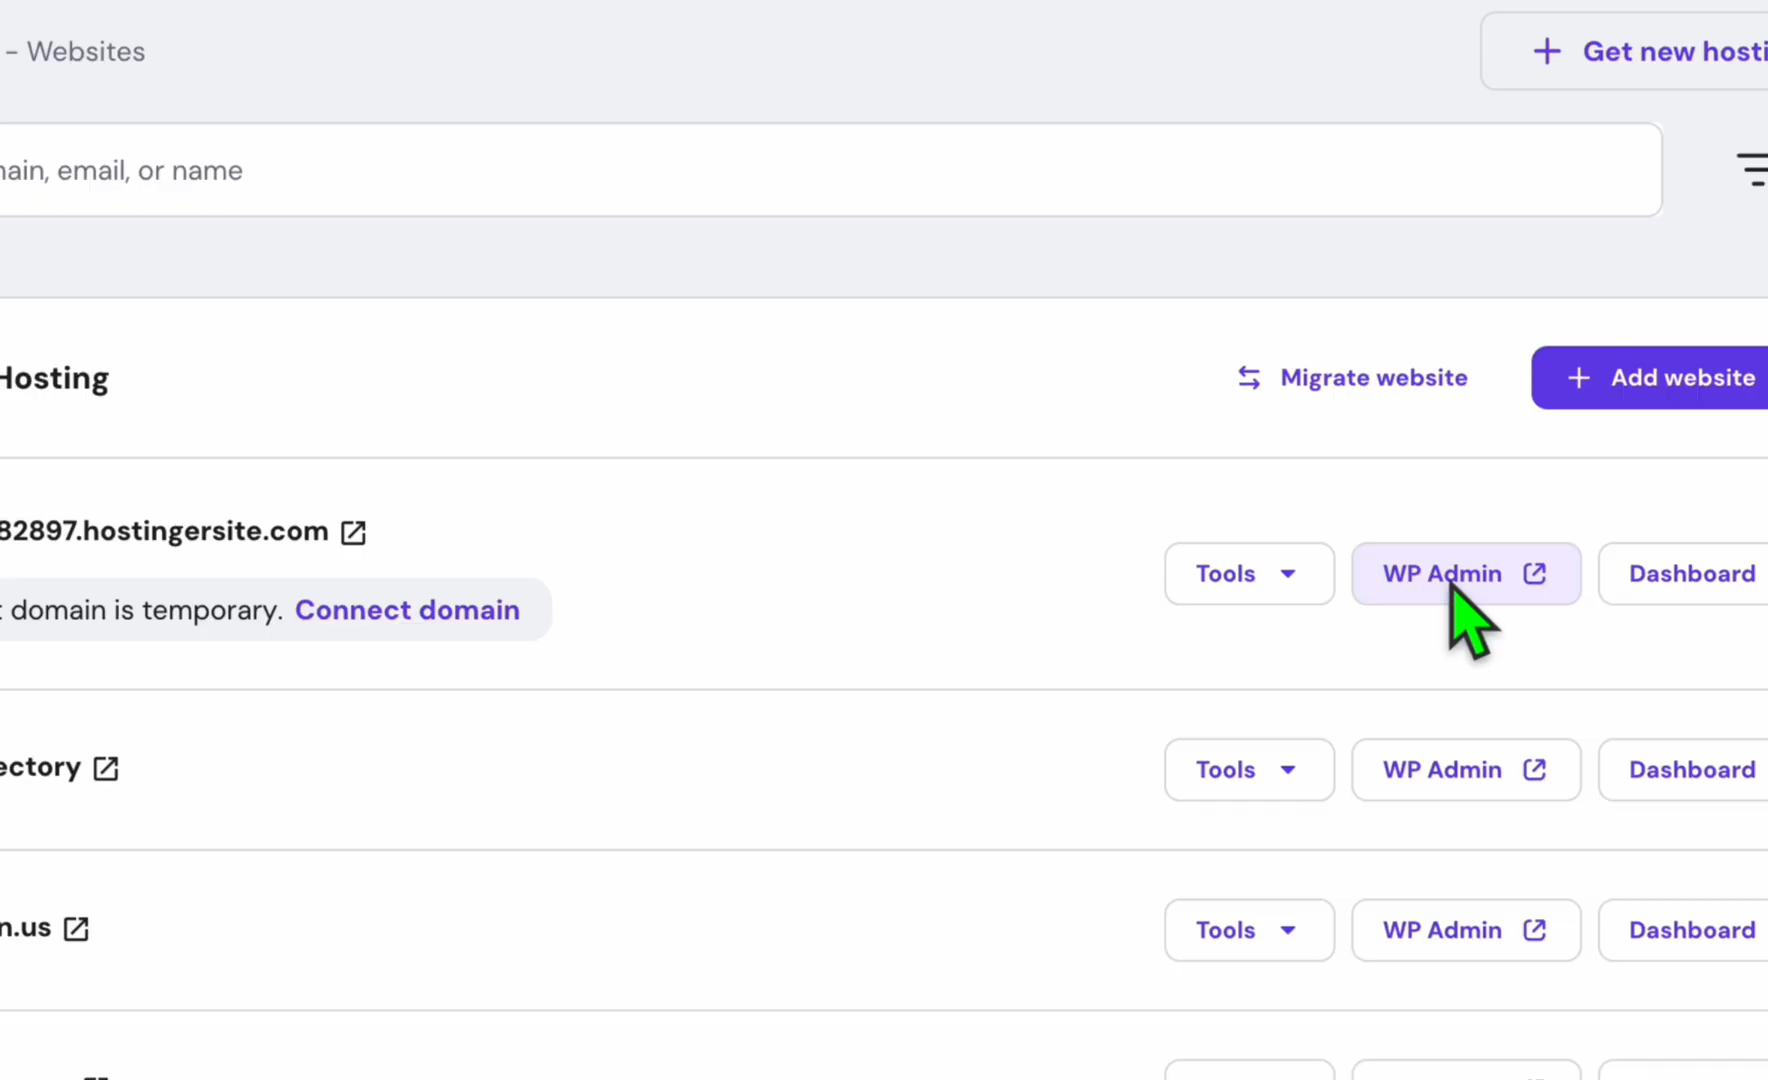 – Websites
Get new hosti
ain, email, or name
Hosting
Migrate website
Add website
82897.hostingersite.com
Tools
WP Admin
Dashboard
domain is temporary. Connect domain
ectory
Tools
WP Admin
Dashboard
n.us
Tools
WP Admin
Dashboard